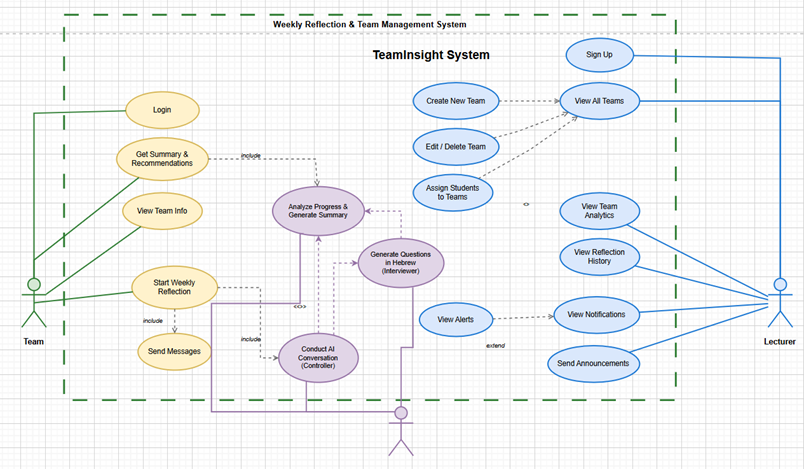 Weekly Reflection & Team Management System
TeamInsight System
Sign Up
Login
Create New Team
View All Teams
Get Summary &
Recommendations
include
Edit / Delete Team
View Team Info
Analyze Progress &
Generate Summary
Assign Students
to Teams
<>
View Team
Analytics
Generate Questions
in Hebrew
(Interviewer)
View Reflection
History
Start Weekly
Reflection
<<>>
include
View Alerts
View Notifications
extend
Team
Lecturer
Send Messages
include
Conduct AI
Conversation
(Controller)
Send Announcements